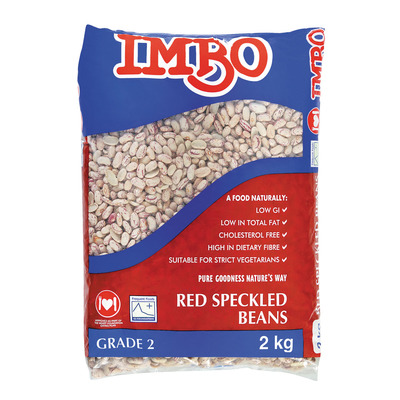 IMBO
A FOOD NATURALLY:
LOW GI ✓
LOW IN TOTAL FAT ✓
CHOLESTEROL FREE ✓
HIGH IN DIETARY FIBRE ✓
SUITABLE FOR STRICT VEGETARIANS ✓
PURE GOODNESS NATURE'S WAY
RED SPECKLED
BEANS
GRADE 2
2 kg
IMBO